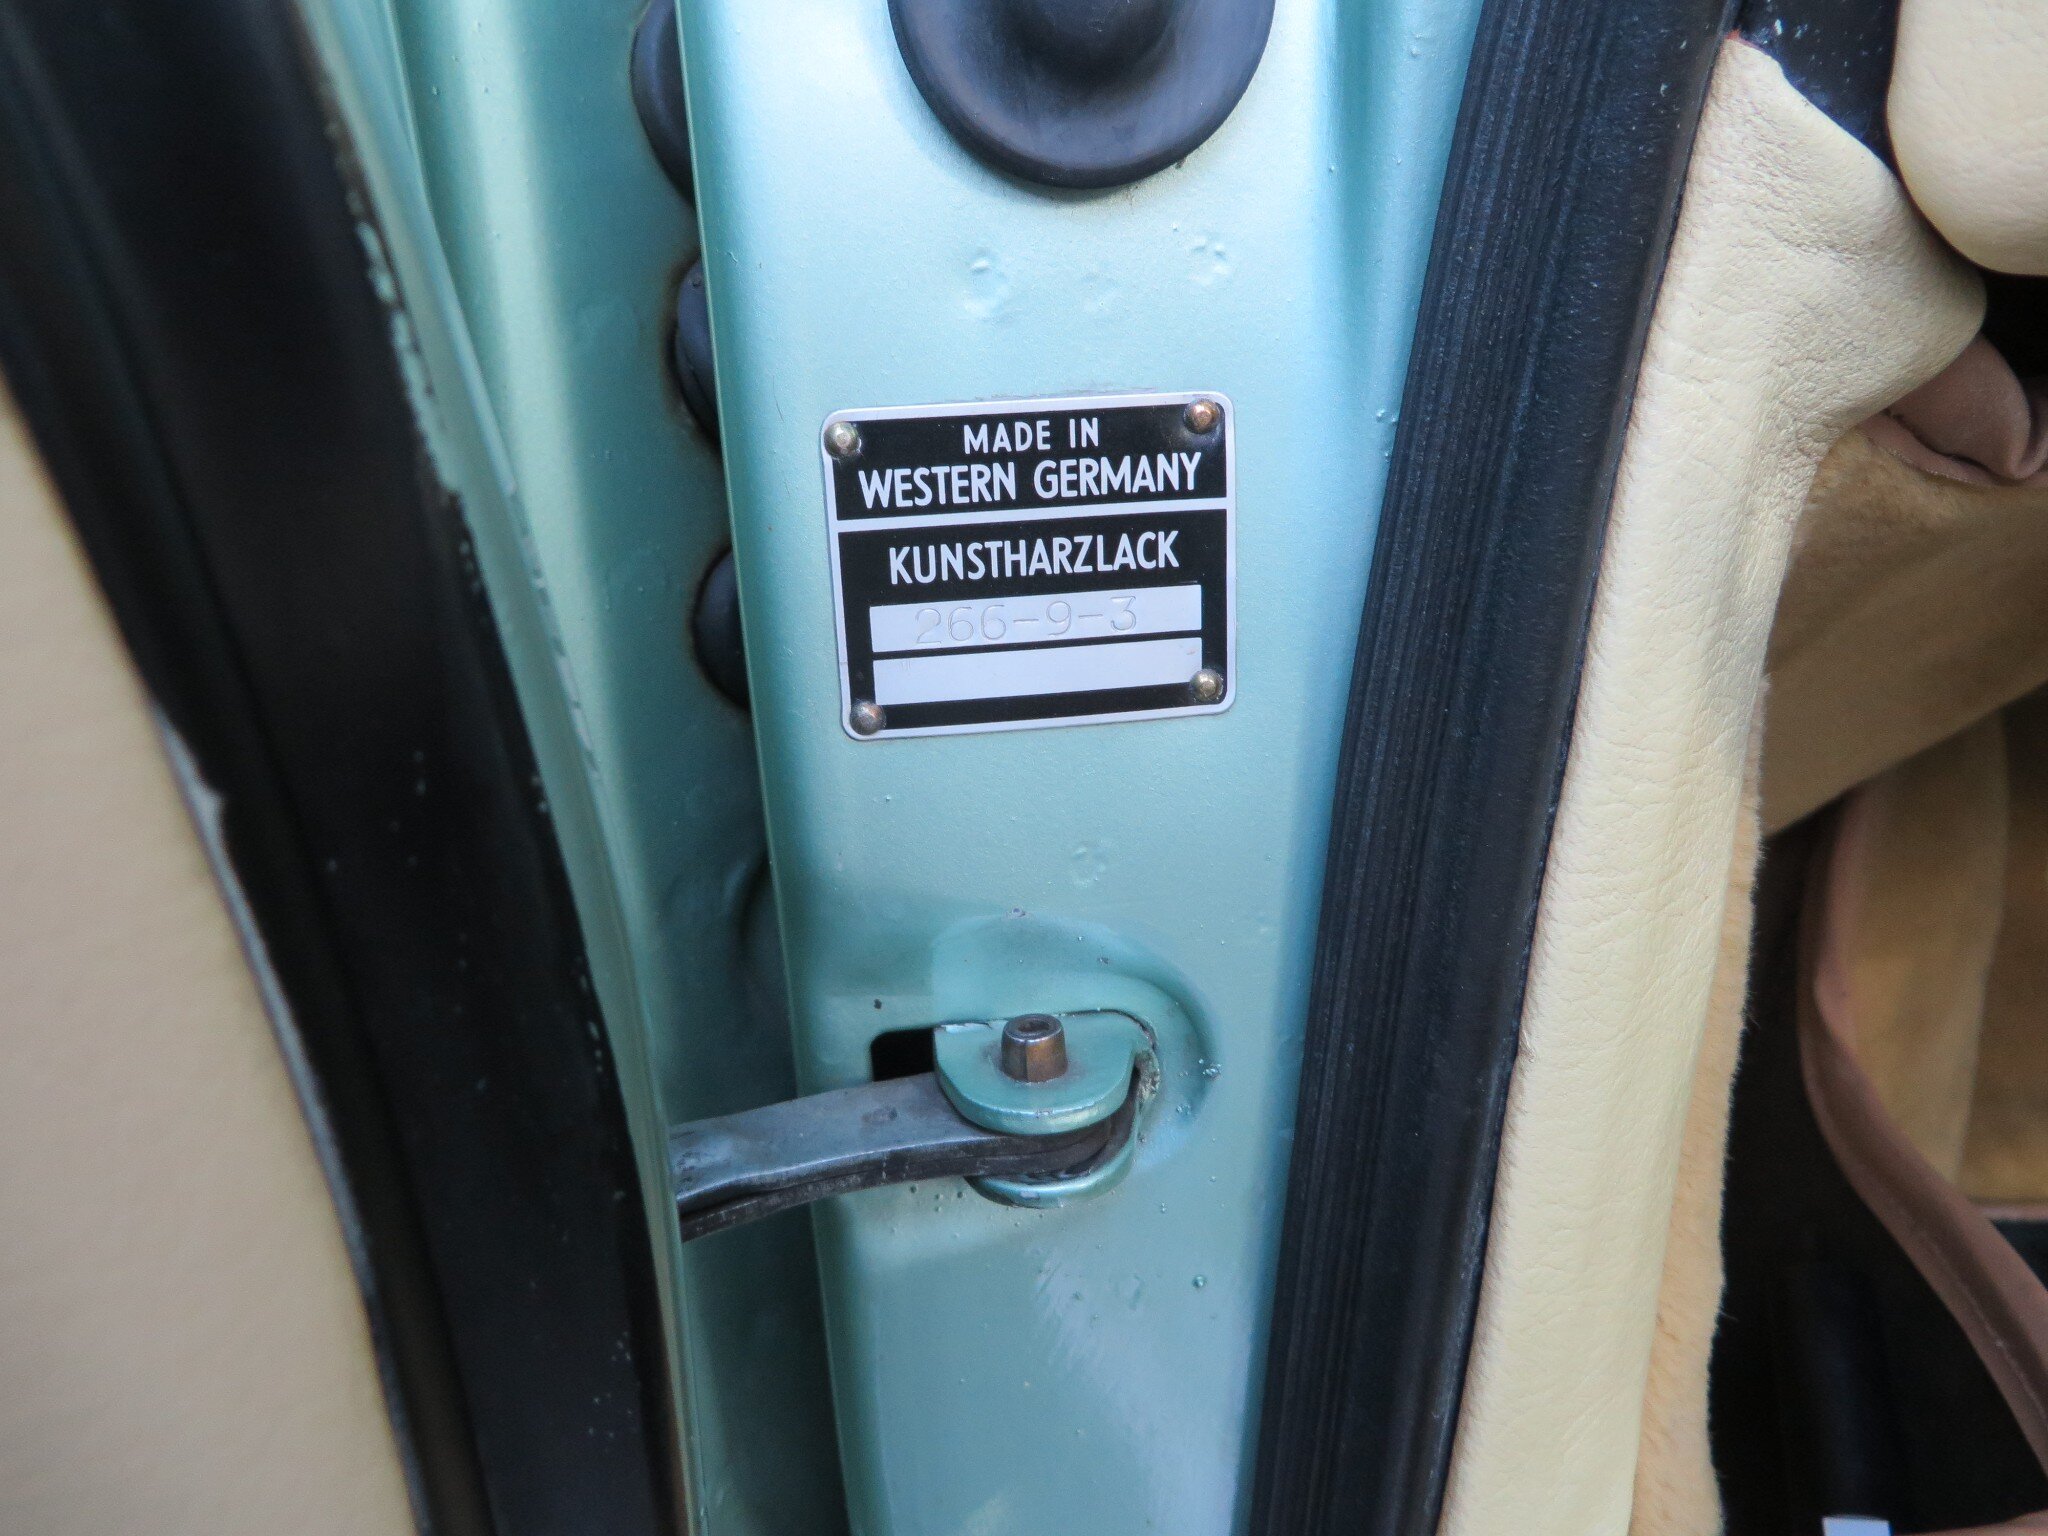 MADE IN
WESTERN GERMANY
KUNSTHARZLACK
266-9-3